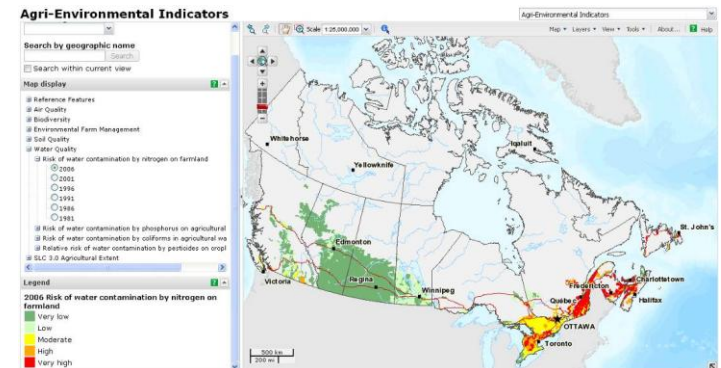 Agri-Environmental Indicators
Agri-Environmental Indicators
Scale 1:25,000,000
Map Layers View Tools About... ? Help
Search by geographic name
Search
Search within current view
Map display ?
Reference Features
Air Quality
Biodiversity
Environmental Farm Management
Soil Quality
Water Quality
Risk of water contamination by nitrogen on farmland
2006
2001
1996
1991
1986
1981
Risk of water contamination by phosphorus on agricultural
Risk of water contamination by coliforms in agricultural wa
Relative risk of water contamination by pesticides on cropl
SLC 3.0 Agricultural Extent
Legend ?
2006 Risk of water contamination by nitrogen on
farmland
Very low
Low
Moderate
High
Very high
Whitehorse
Yellowknife
Iqaluit
Edmonton
Victoria
Regina
Winnipeg
St. John's
Charlottetown
Fredericton
Halifax
Québec
OTTAWA
Toronto
500 km
200 mi